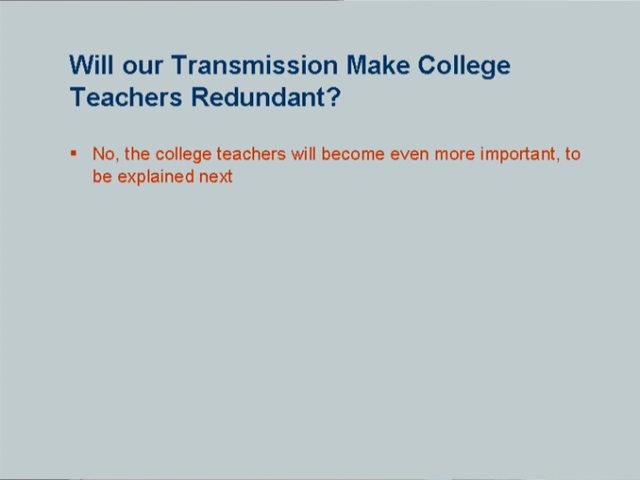 Will our Transmission Make College
Teachers Redundant?
▪ No, the college teachers will become even more important, to
be explained next